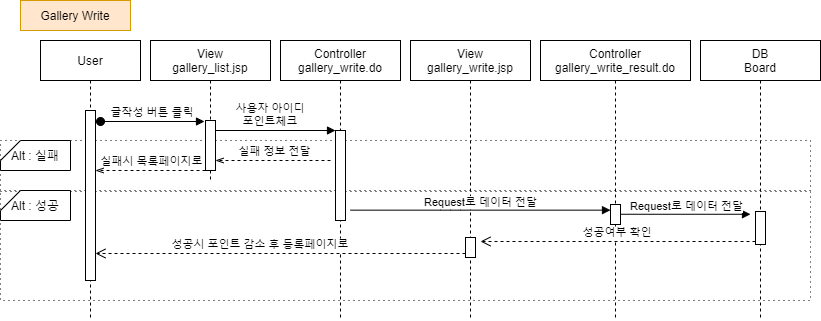 Gallery Write
User
View
gallery_list.jsp
Controller
gallery_write.do
View
gallery_write.jsp
Controller
gallery_write_result.do
DB
Board
글작성 버튼 클릭
사용자 아이디
포인트체크
Alt : 실패
실패 정보 전달
실패시 목록페이지로
Alt : 성공
Request로 데이터 전달
Request로 데이터 전달
성공여부 확인
성공시 포인트 감소 후 등록페이지로